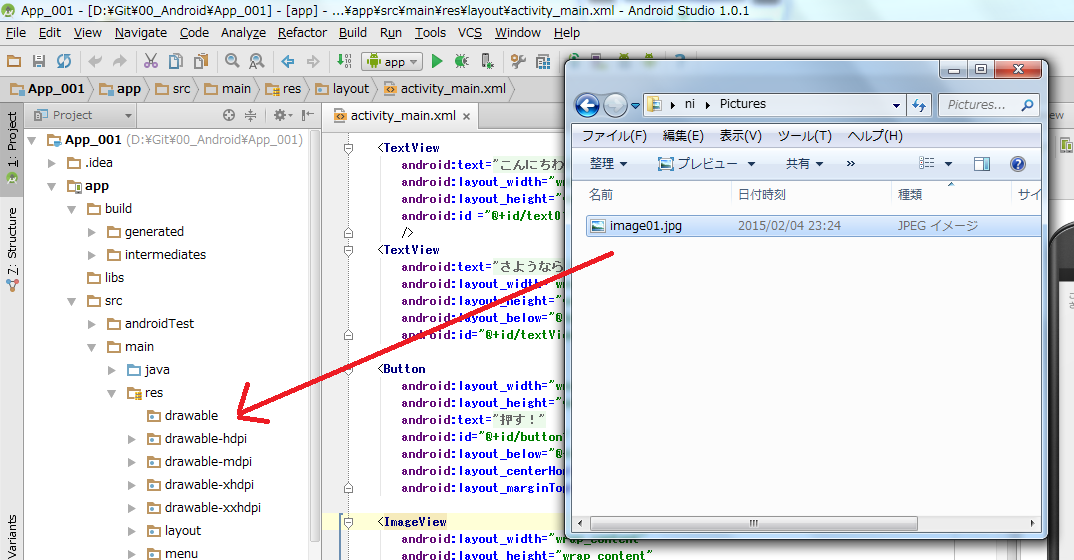 App_001 - [D:¥Git¥00_Android¥App_001] - [app] - ...¥app¥src¥main¥res¥layout¥activity_main.xml - Android Studio 1.0.1
File Edit View Navigate Code Analyze Refactor Build Run Tools VCS Window Help
app
App_001 app src main res layout activity_main.xml
1: Project
7: Structure
Variants
Project
App_001 (D:¥Git¥00_Android¥App_001)
.idea
app
build
generated
intermediates
libs
src
androidTest
main
java
res
drawable
drawable-hdpi
drawable-mdpi
drawable-xhdpi
drawable-xxhdpi
layout
menu
activity_main.xml
<TextView
android:text="こんにちわ
android:layout_width="w
android:layout_height="
android:id ="@+id/text0
/>
<TextView
android:text="さようなら
android:layout_width="w
android:layout_height="
android:layout_below="@
android:id="@+id/textVi
<Button
android:layout_width="w
android:layout_height="
android:text="押す！"
android:id="@+id/button
android:layout_below="@
android:layout_centerHo
android:layout_marginTop
<ImageView
android:layout_width="wrap_content"
android:layout_height="wrap_content"
ni Pictures
Pictures...
ファイル(F) 編集(E) 表示(V) ツール(T) ヘルプ(H)
整理 プレビュー 共有 »
名前 日付時刻 種類 サイ
image01.jpg 2015/02/04 23:24 JPEG イメージ